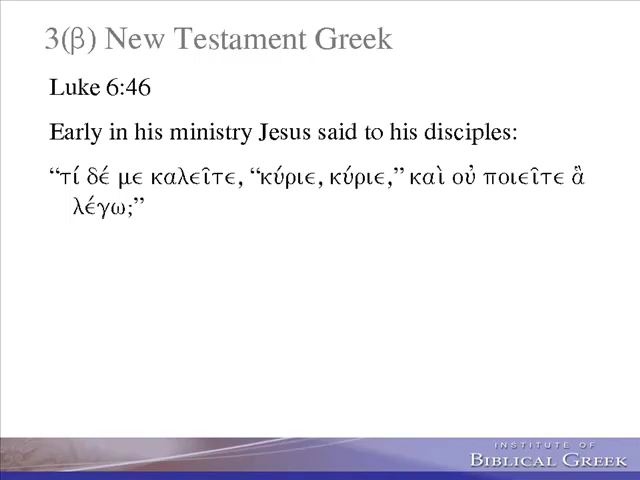 3(β) New Testament Greek
Luke 6:46
Early in his ministry Jesus said to his disciples:
“τί δέ με καλεῖτε, “κύριε, κύριε,” καὶ οὐ ποιεῖτε ἃ
λέγω;”
INSTITUTE OF
BIBLICAL GREEK